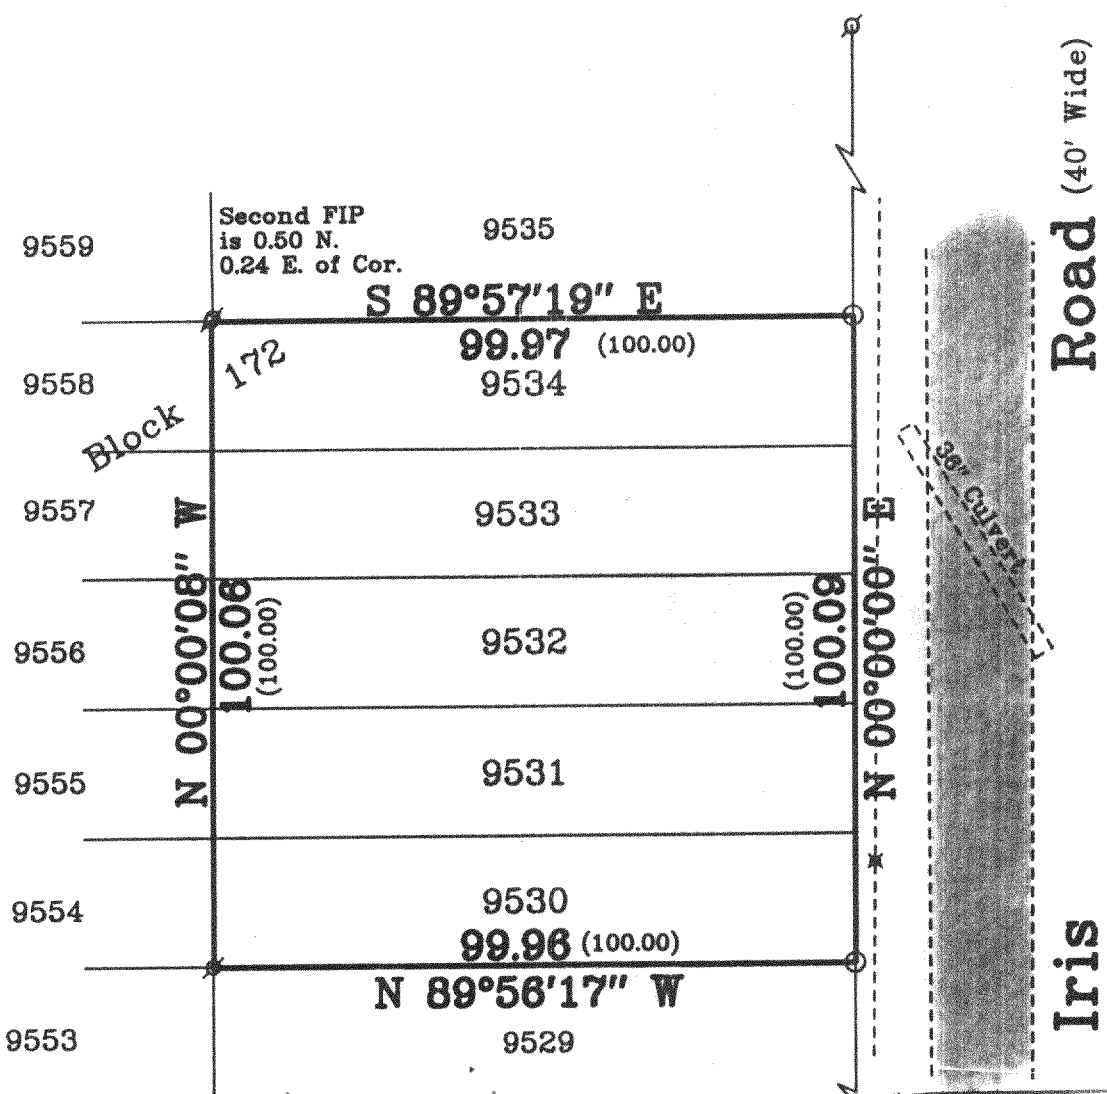 (40' Wide)
Second FIP
is 0.50 N.
0.24 E. of Cor.
9535
9559
S 89°57'19" E
99.97 (100.00)
9534
172
9558
Block
Road
36" Culvert
9557
9533
N 00°00'08" W
100.06
(100.00)
9532
(100.00)
100.09
N 00°00'00" E
9556
9555
9531
9554
9530
99.96 (100.00)
N 89°56'17" W
Iris
9553
9529